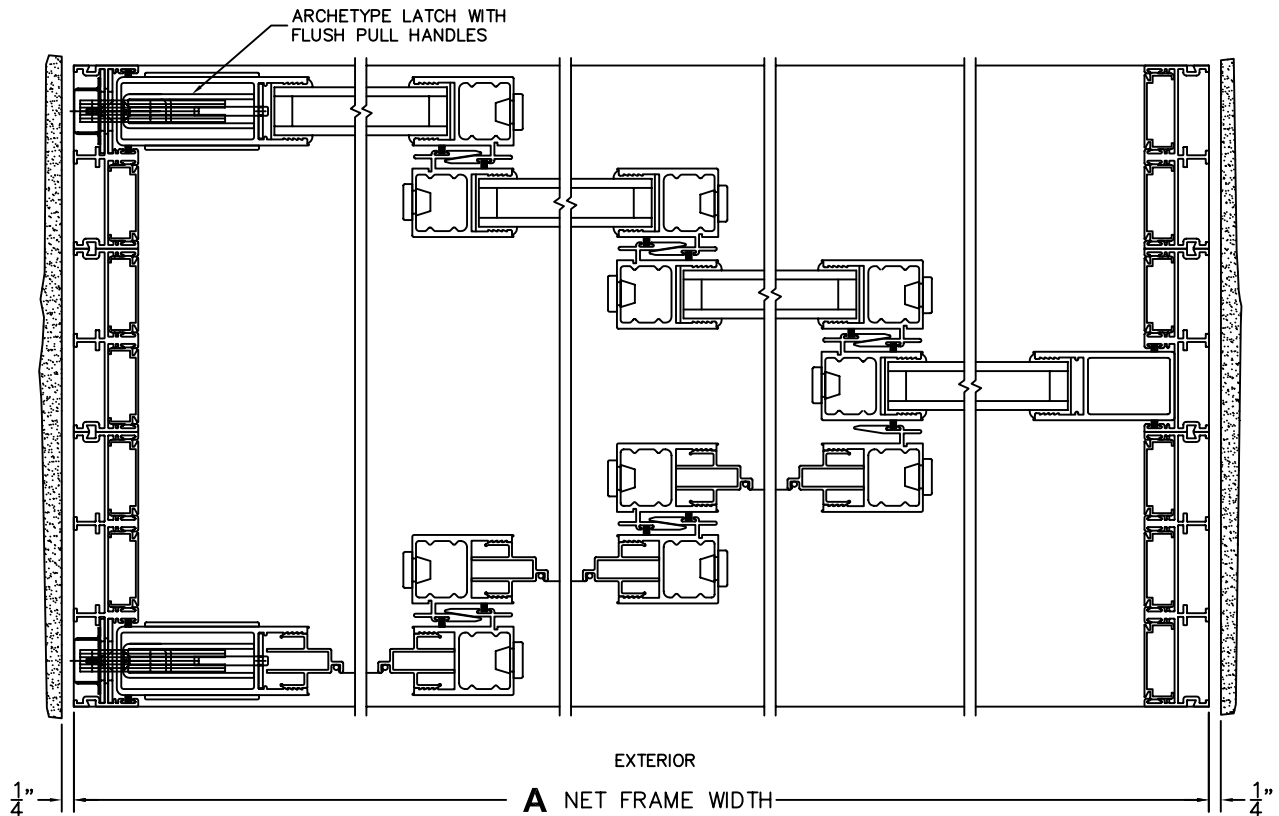 ARCHETYPE LATCH WITH
FLUSH PULL HANDLES
EXTERIOR
1/4" A NET FRAME WIDTH 1/4"